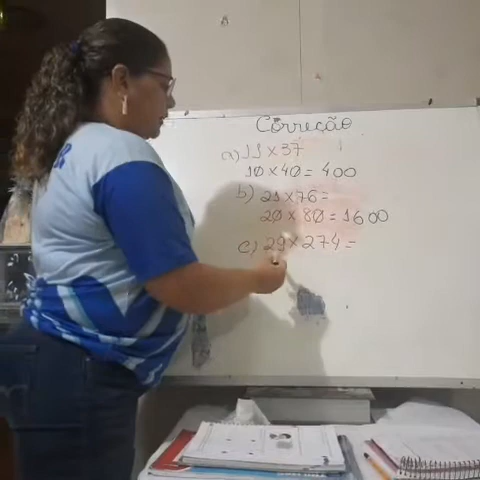 Correção
a) 11 x 37
10 x 40 = 400
b) 21 x 76 =
20 x 80 = 1600
c) 29 x 274 =